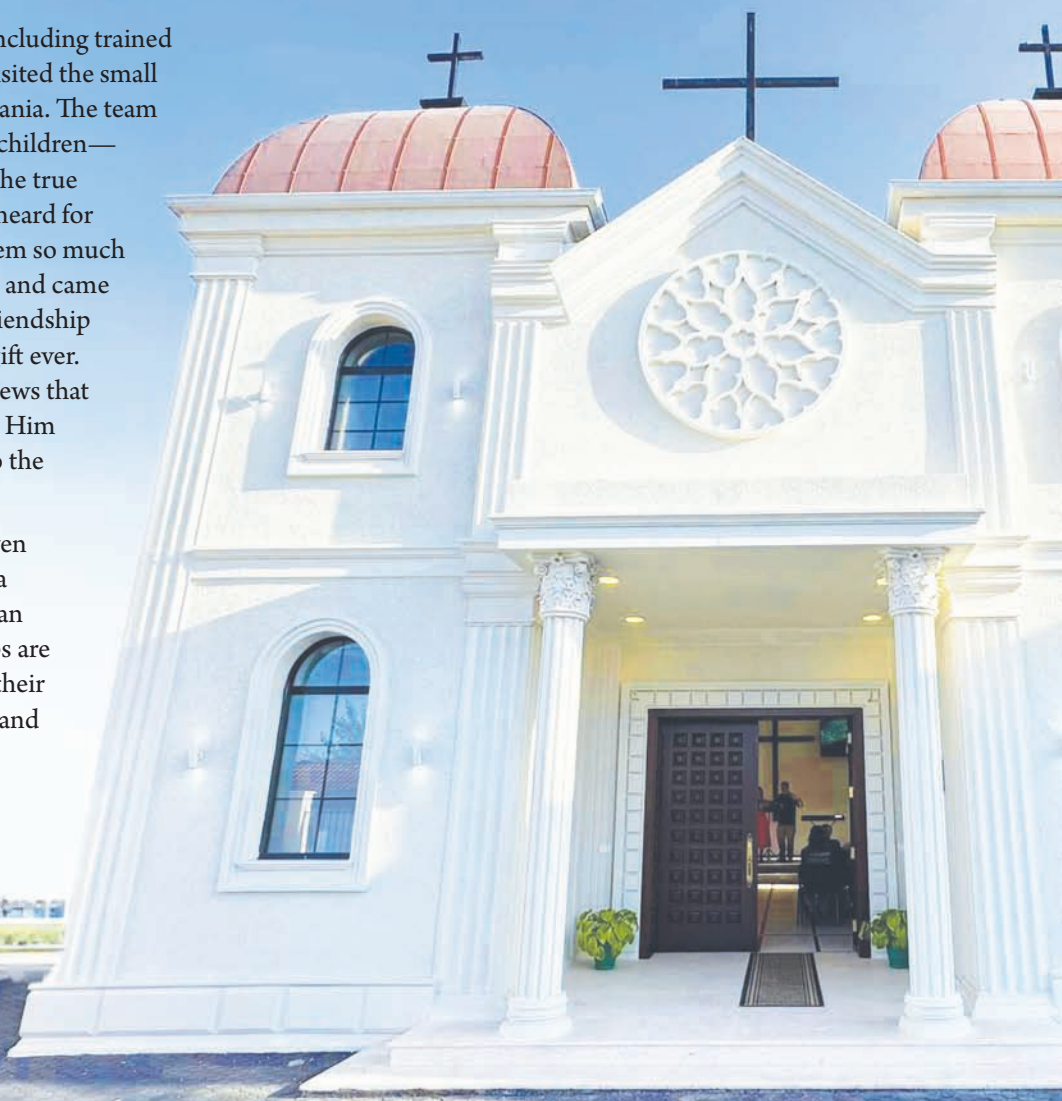 ncluding trained
sited the small
ania. The team
children—
he true
heard for
em so much
and came
iendship
ift ever.
ews that
Him
o the
en
a
an
s are
their
and